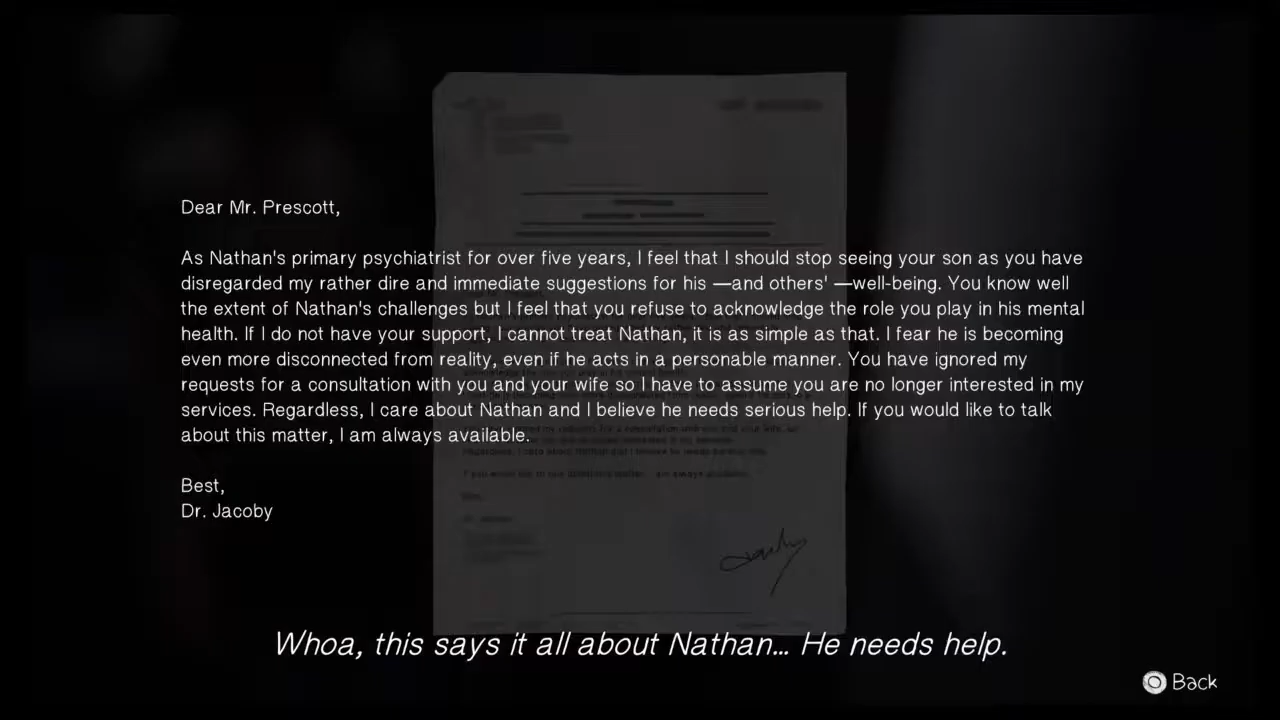 Dear Mr. Prescott,
As Nathan's primary psychiatrist for over five years, I feel that I should stop seeing your son as you have
disregarded my rather dire and immediate suggestions for his —and others' —well-being. You know well
the extent of Nathan's challenges but I feel that you refuse to acknowledge the role you play in his mental
health. If I do not have your support, I cannot treat Nathan, it is as simple as that. I fear he is becoming
even more disconnected from reality, even if he acts in a personable manner. You have ignored my
requests for a consultation with you and your wife so I have to assume you are no longer interested in my
services. Regardless, I care about Nathan and I believe he needs serious help. If you would like to talk
about this matter, I am always available.
Best,
Dr. Jacoby
Whoa, this says it all about Nathan... He needs help.
Back